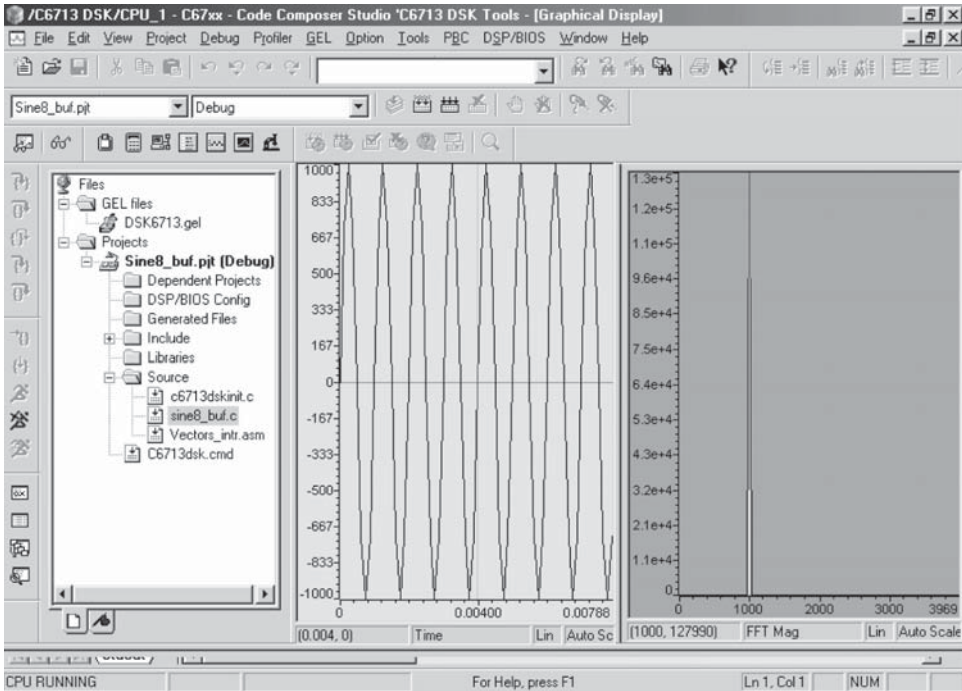 /C6713 DSK/CPU_1 - C67xx - Code Composer Studio 'C6713 DSK Tools - [Graphical Display]
File Edit View Project Debug Profiler GEL Option Tools PBC DSP/BIOS Window Help
Sine8_buf.pjt Debug
Files
GEL files
DSK6713.gel
Projects
Sine8_buf.pjt (Debug)
Dependent Projects
DSP/BIOS Config
Generated Files
Include
Libraries
Source
c6713dskinit.c
sine8_buf.c
Vectors_intr.asm
C6713dsk.cmd
1000
833
667
500
333
167
0
-167
-333
-500
-667
-833
-1000
0 0.00400 0.00788
(0.004, 0) Time Lin Auto Sc
1.3e+5
1.2e+5
1.1e+5
9.6e+4
8.5e+4
7.5e+4
6.4e+4
5.3e+4
4.3e+4
3.2e+4
2.1e+4
1.1e+4
0
0 1000 2000 3000 3969
(1000, 127990) FFT Mag Lin Auto Scale
CPU RUNNING For Help, press F1 Ln 1, Col 1 NUM